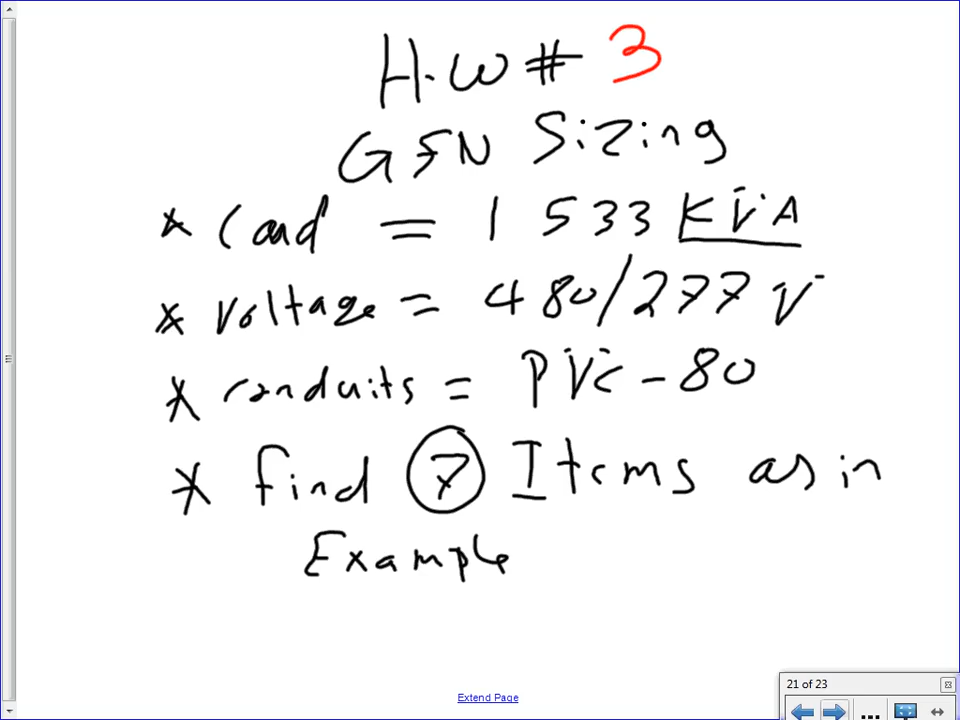 H.W # 3
GEN Sizing
* Load = 1533 KVA
* Voltage = 480/277 V
* conduits = PVC-80
* Find 7 Items as in
Example
Extend Page
21 of 23